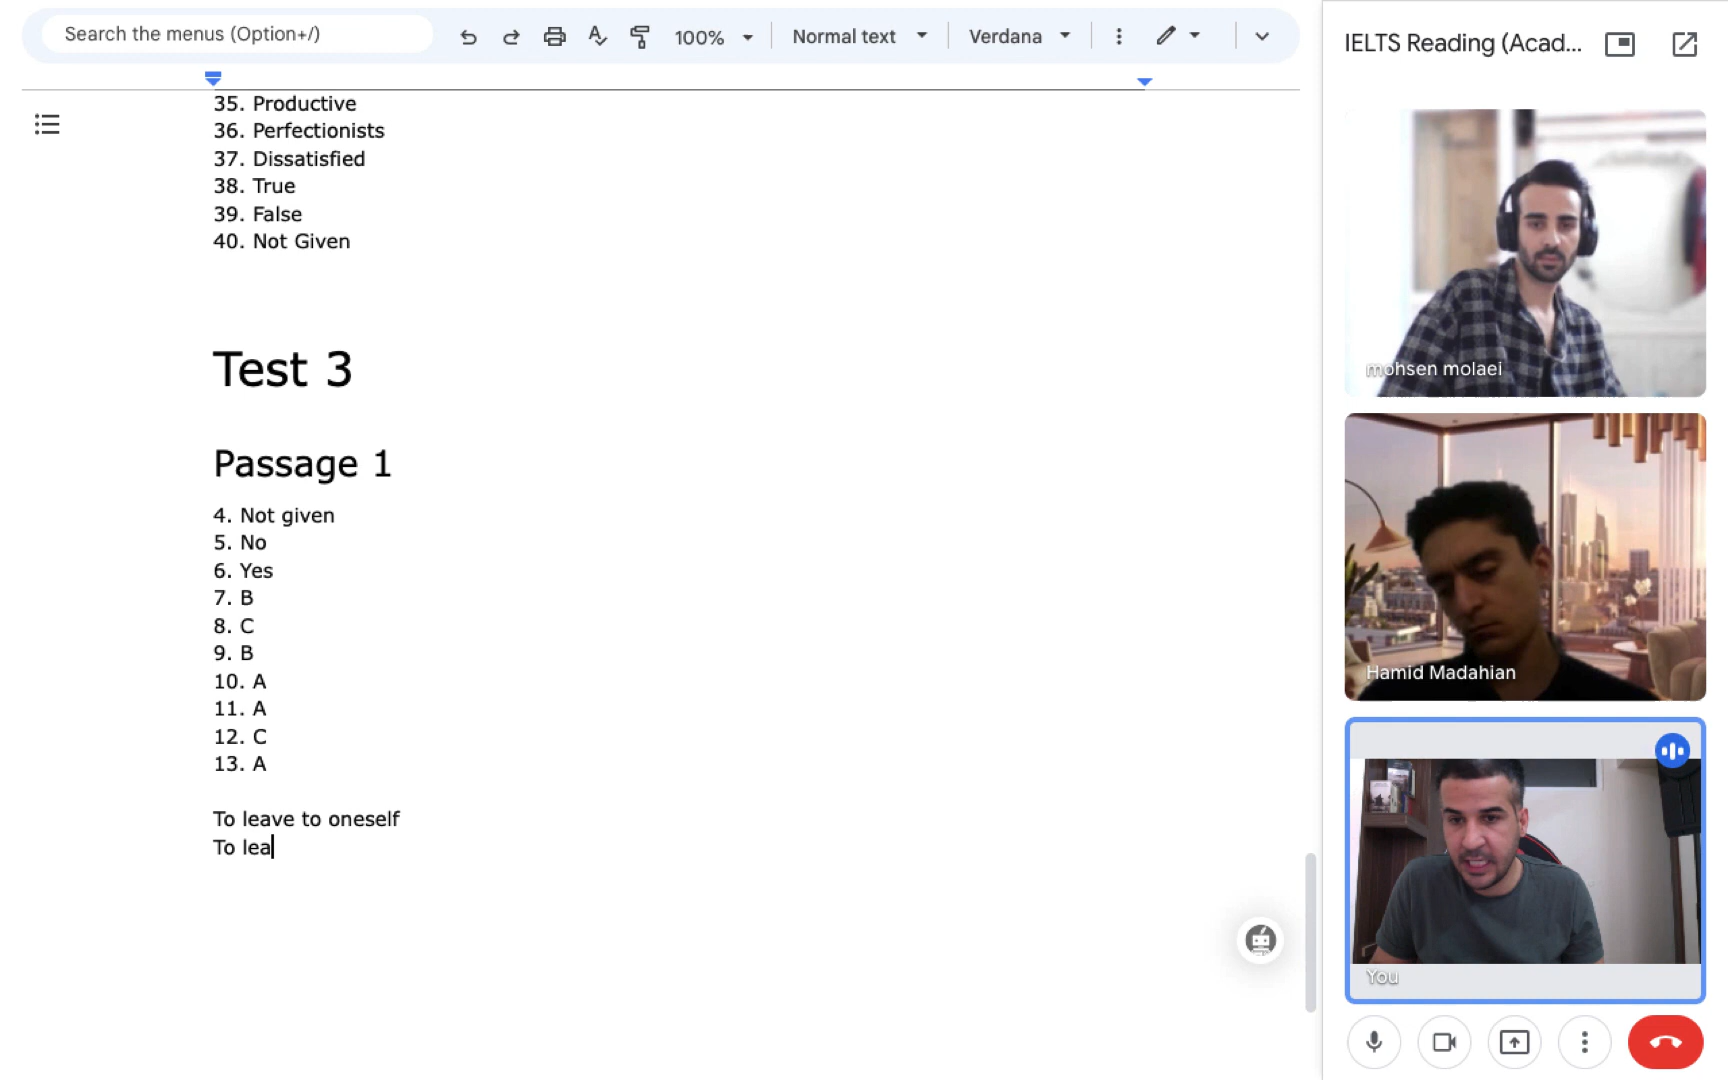 Search the menus (Option+/)
100%
Normal text
Verdana
IELTS Reading (Acad...
35. Productive
36. Perfectionists
37. Dissatisfied
38. True
39. False
40. Not Given
Test 3
Passage 1
4. Not given
5. No
6. Yes
7. B
8. C
9. B
10. A
11. A
12. C
13. A
To leave to oneself
To lea
mohsen molaei
Hamid Madahian
You